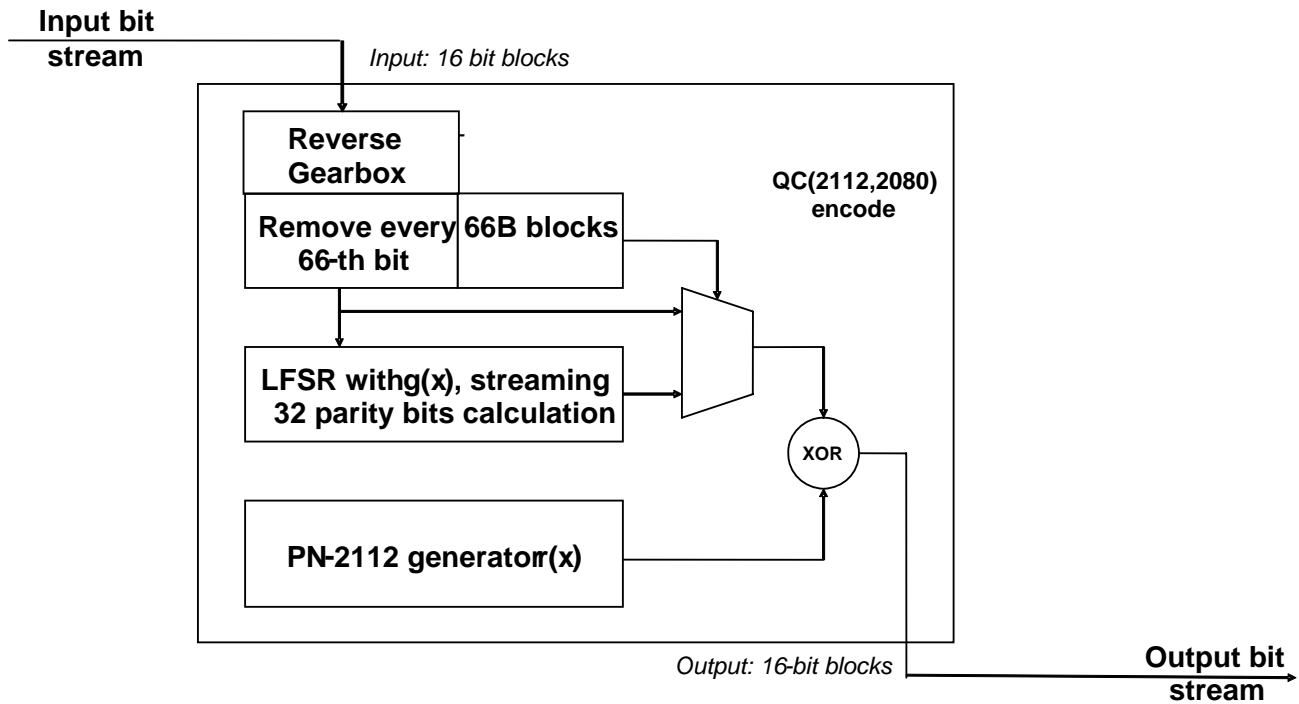 Input bit
stream
Input: 16 bit blocks
Reverse
Gearbox
QC(2112,2080)
encode
Remove every 66B blocks
66-th bit
LFSR withg(x), streaming
32 parity bits calculation
XOR
PN-2112 generatorr(x)
Output: 16-bit blocks
Output bit
stream